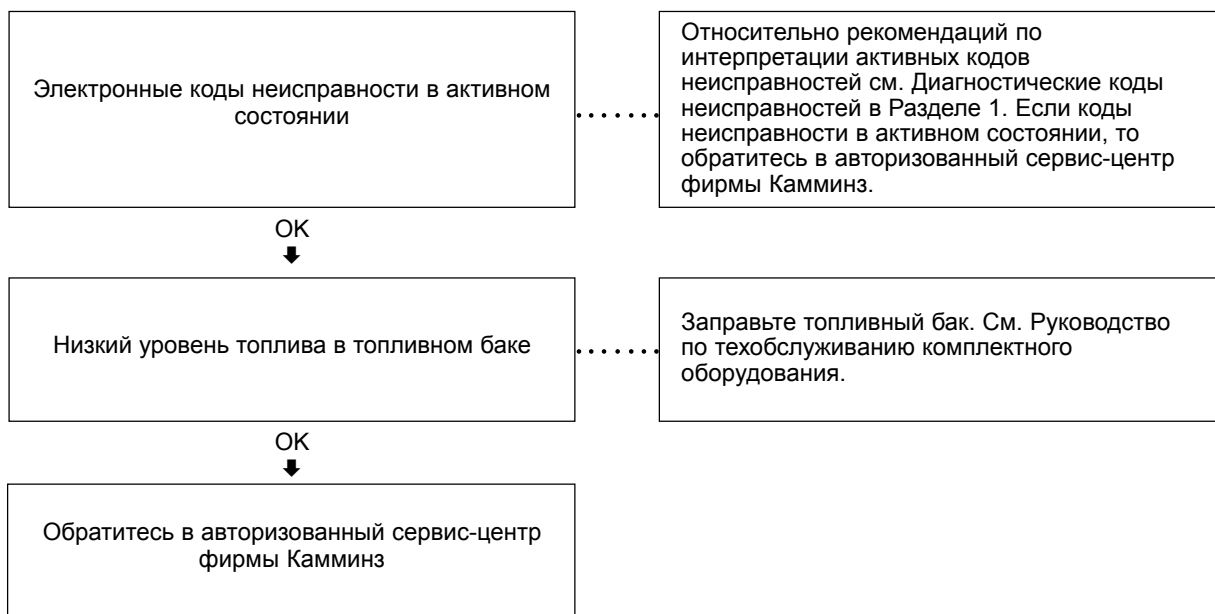 Электронные коды неисправности в активном
состоянии
Относительно рекомендаций по
интерпретации активных кодов
неисправностей см. Диагностические коды
неисправностей в Разделе 1. Если коды
неисправности в активном состоянии, то
обратитесь в авторизованный сервис-центр
фирмы Камминз.
OK
Низкий уровень топлива в топливном баке
Заправьте топливный бак. См. Руководство
по техобслуживанию комплектного
оборудования.
OK
Обратитесь в авторизованный сервис-центр
фирмы Камминз